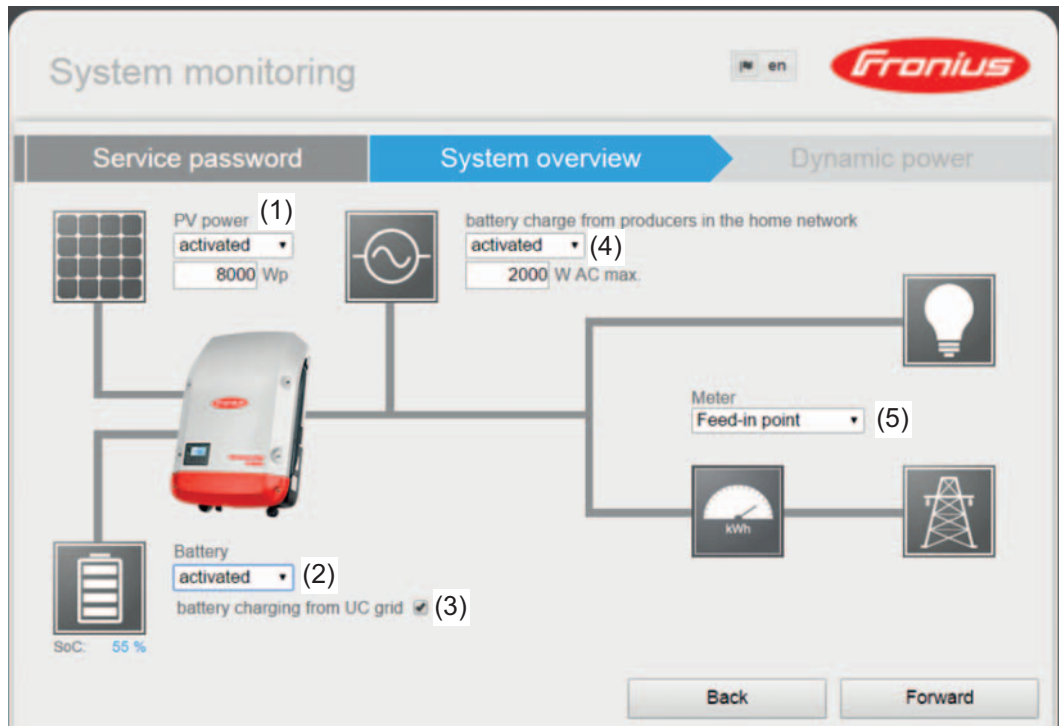 System monitoring
en
Fronius
Service password
System overview
Dynamic power
PV power (1)
activated
8000 Wp
battery charge from producers in the home network
activated (4)
2000 W AC max.
Meter
Feed-in point (5)
kWh
Battery
activated (2)
battery charging from UC grid (3)
SoC: 55 %
Back
Forward